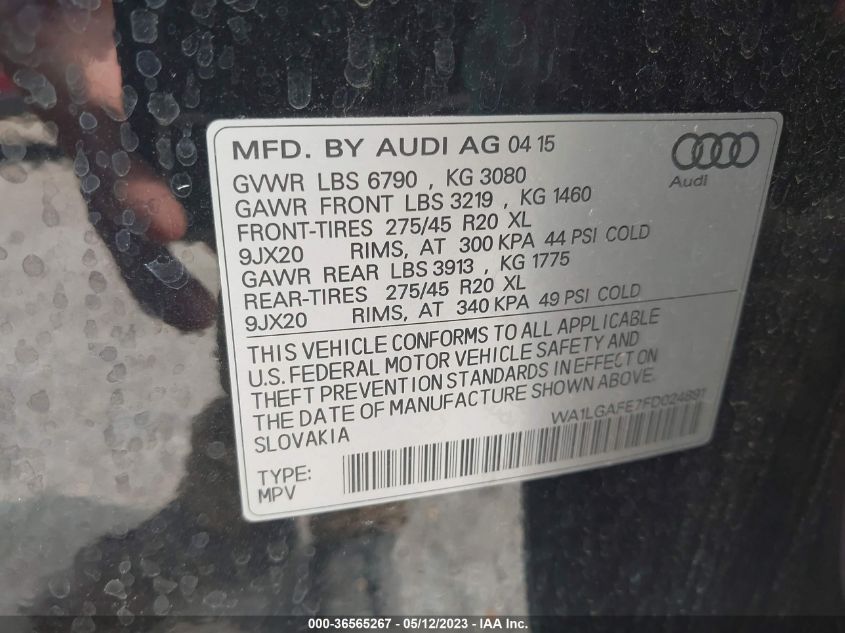 MFD. BY AUDI AG 04 15
Audi
GVWR LBS 6790 , KG 3080
GAWR FRONT LBS 3219 , KG 1460
FRONT-TIRES 275/45 R20 XL
9JX20 RIMS, AT 300 KPA 44 PSI COLD
GAWR REAR LBS 3913 , KG 1775
REAR-TIRES 275/45 R20 XL
9JX20 RIMS, AT 340 KPA 49 PSI COLD
THIS VEHICLE CONFORMS TO ALL APPLICABLE
U.S. FEDERAL MOTOR VEHICLE SAFETY AND
THEFT PREVENTION STANDARDS IN EFFECT ON
THE DATE OF MANUFACTURE SHOWN ABOVE.
SLOVAKIA
WA1LGAFE7FD024891
TYPE:
MPV
000-36565267 - 05/12/2023 - IAA Inc.